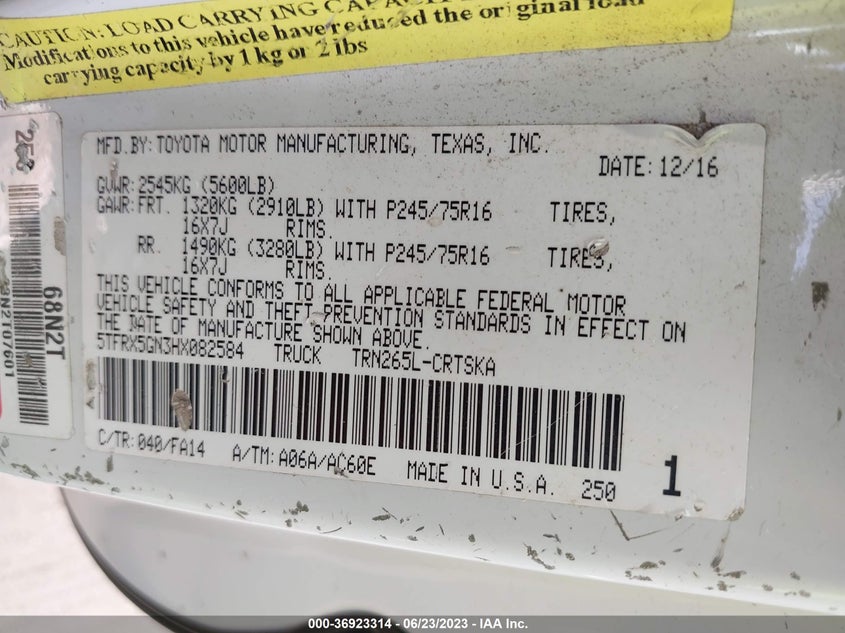 CAUTION: LOAD CARRYING
Modifications to this vehicle have reduced the original load
carrying capacity by 1 kg or 2 lbs
MFD.BY: TOYOTA MOTOR MANUFACTURING, TEXAS, INC.
DATE: 12/16
GVWR: 2545KG (5600LB)
GAWR: FRT. 1320KG (2910LB) WITH P245/75R16 TIRES,
16X7J RIMS.
RR. 1490KG (3280LB) WITH P245/75R16 TIRES,
16X7J RIMS.
THIS VEHICLE CONFORMS TO ALL APPLICABLE FEDERAL MOTOR
VEHICLE SAFETY AND THEFT PREVENTION STANDARDS IN EFFECT ON
THE DATE OF MANUFACTURE SHOWN ABOVE.
5TFRX5GN3HX082584 TRUCK TRN265L-CRTSKA
C/TR: 040/FA14 A/TM: A06A/AC60E MADE IN U.S.A. 250 1
68N2T
000-36923314 - 06/23/2023 - IAA Inc.